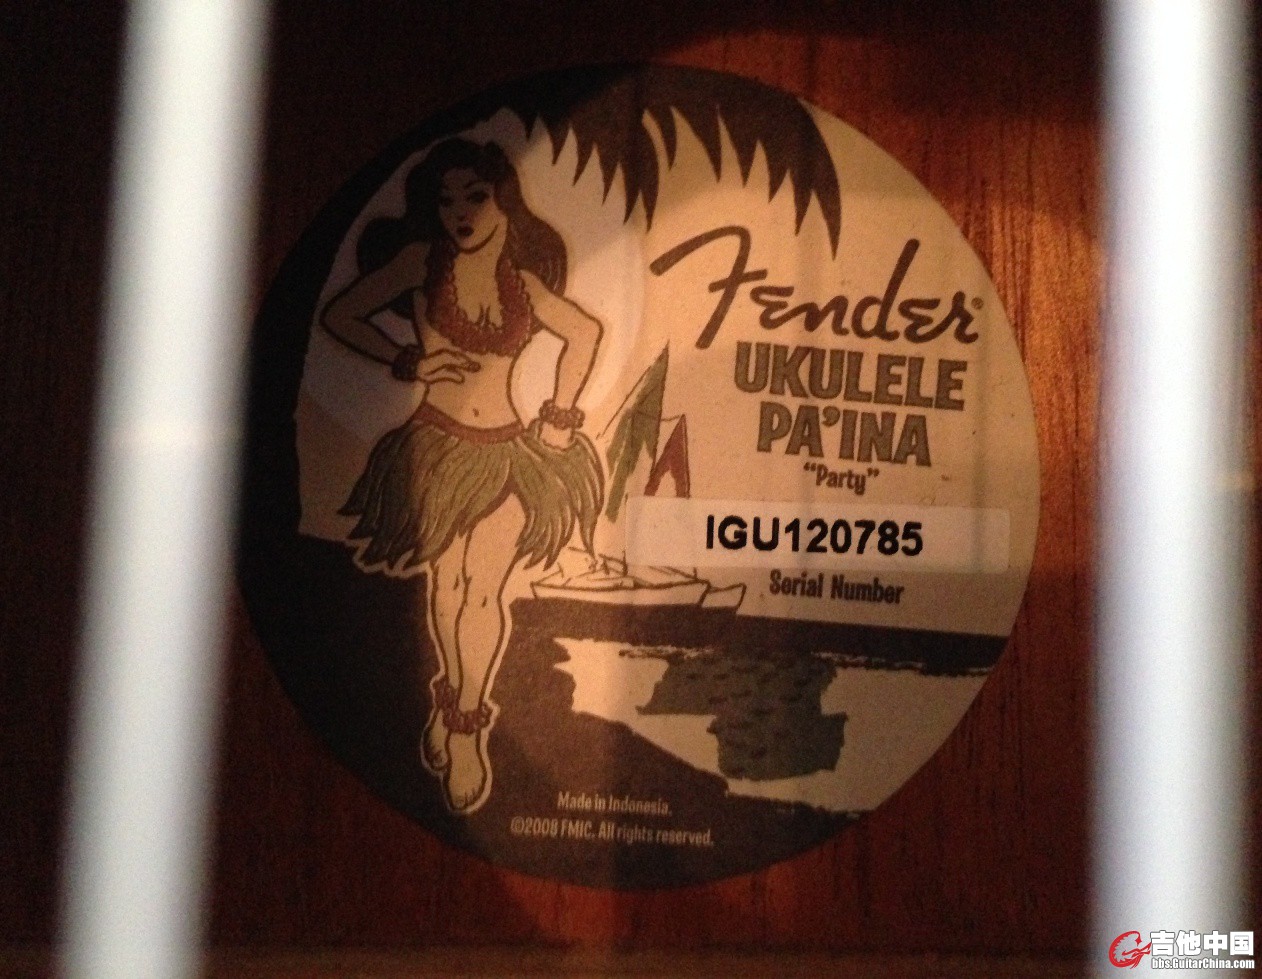 Fender®
UKULELE
PA'INA
“Party”
IGU120785
Serial Number
Made in Indonesia.
©2008 FMIC. All rights reserved.
吉他中国
bbs.GuitarChina.com